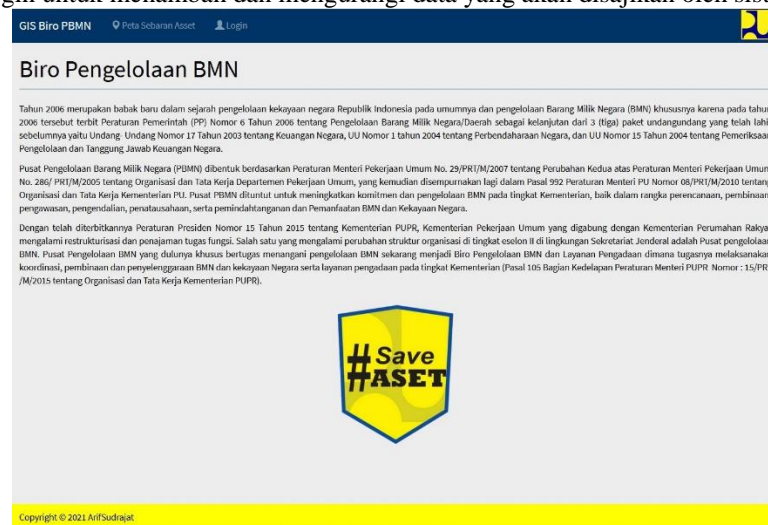 untuk menambah dan mengurangi data yang akan disajikan oleh
GIS Biro PBMN Peta Sebaran Asset Login
Biro Pengelolaan BMN
Tahun 2006 merupakan babak baru dalam sejarah pengelolaan kekayaan negara Republik Indonesia pada umumnya dan pengelolaan Barang Milik Negara (BMN) khususnya karena pada
2006 tersebut terbit Peraturan Pemerintah (PP) Nomor 6 Tahun 2006 tentang Pengelolaan Barang Milik Negara/Daerah sebagai kelanjutan dari 3 (tiga) paket undangundang yang telah
sebelumnya yaitu Undang- Undang Nomor 17 Tahun 2003 tentang Keuangan Negara, UU Nomor 1 tahun 2004 tentang Perbendaharaan Negara, dan UU Nomor 15 Tahun 2004 tentang
Pengelolaan dan Tanggung Jawab Keuangan Negara.
Pusat Pengelolaan Barang Milik Negara (PBMN) dibentuk berdasarkan Peraturan Menteri Pekerjaan Umum No. 29/PRT/M/2007 tentang Perubahan Kedua atas Peraturan Menteri Pekerjaan
No. 286/ PRT/M/2005 tentang Organisasi dan Tata Kerja Departemen Pekerjaan Umum, yang kemudian disempurnakan lagi dalam Pasal 992 Peraturan Menteri PU Nomor 08/PRT/M/2010
Organisasi dan Tata Kerja Kementerian PU. Pusat PBMN dituntut untuk meningkatkan komitmen dan pengelolaan BMN pada tingkat Kementerian, baik dalam rangka perencanaan,
pengawasan, pengendalian, penatausahaan, serta pemindahtanganan dan Pemanfaatan BMN dan Kekayaan Negara.
Dengan telah diterbitkannya Peraturan Presiden Nomor 15 Tahun 2015 tentang Kementerian PUPR, Kementerian Pekerjaan Umum yang digabung dengan Kementerian Perumahan
mengalami restrukturisasi dan penajaman tugas fungsi. Salah satu yang mengalami perubahan struktur organisasi di tingkat eselon II di lingkungan Sekretariat Jenderal adalah Pusat
BMN. Pusat Pengelolaan BMN yang dulunya khusus bertugas menangani pengelolaan BMN sekarang menjadi Biro Pengelolaan BMN dan Layanan Pengadaan dimana tugasnya
koordinasi, pembinaan dan penyelenggaraan BMN dan kekayaan Negara serta layanan pengadaan pada tingkat Kementerian (Pasal 105 Bagian Kedelapan Peraturan Menteri PUPR Nomor :
/M/2015 tentang Organisasi dan Tata Kerja Kementerian PUPR).
#Save
#ASET
Copyright © 2021 ArifSudrajat